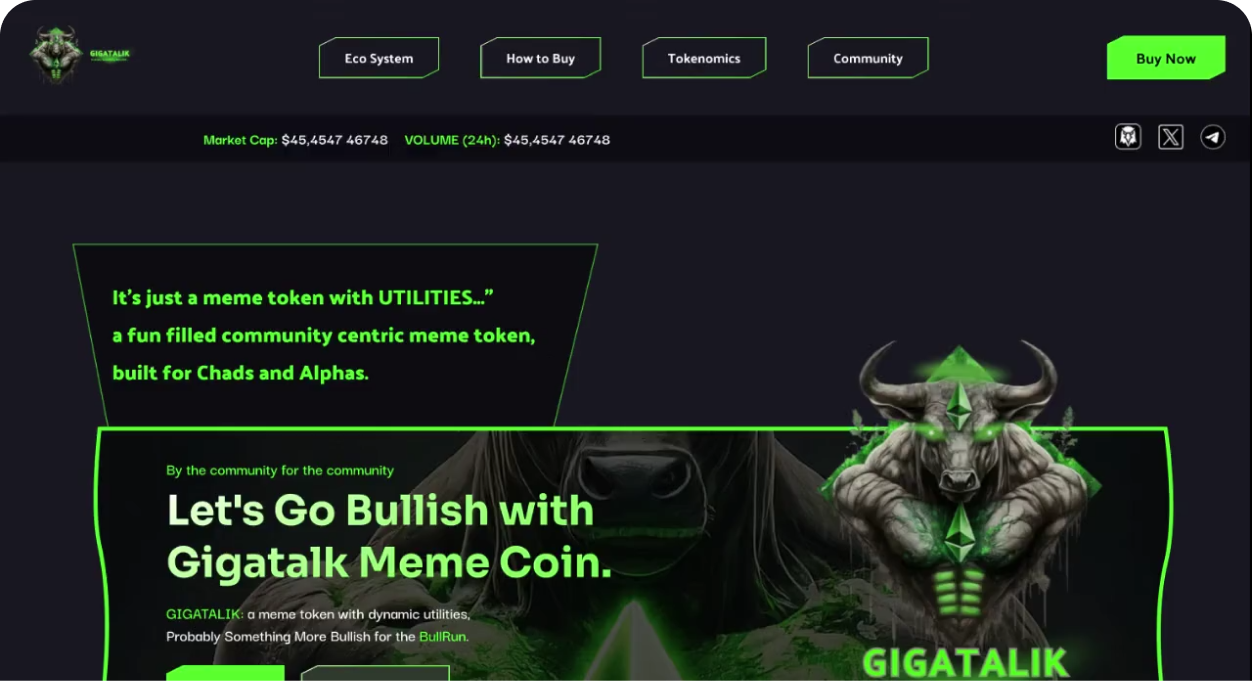 GIGATALIK
Eco System
How to Buy
Tokenomics
Community
Buy Now
Market Cap: $45,4547 46748 VOLUME (24h): $45,4547 46748
It's just a meme token with UTILITIES...”
a fun filled community centric meme token,
built for Chads and Alphas.
By the community for the community
Let's Go Bullish with
Gigatalk Meme Coin.
GIGATALIK: a meme token with dynamic utilities,
Probably Something More Bullish for the BullRun.
GIGATALIK